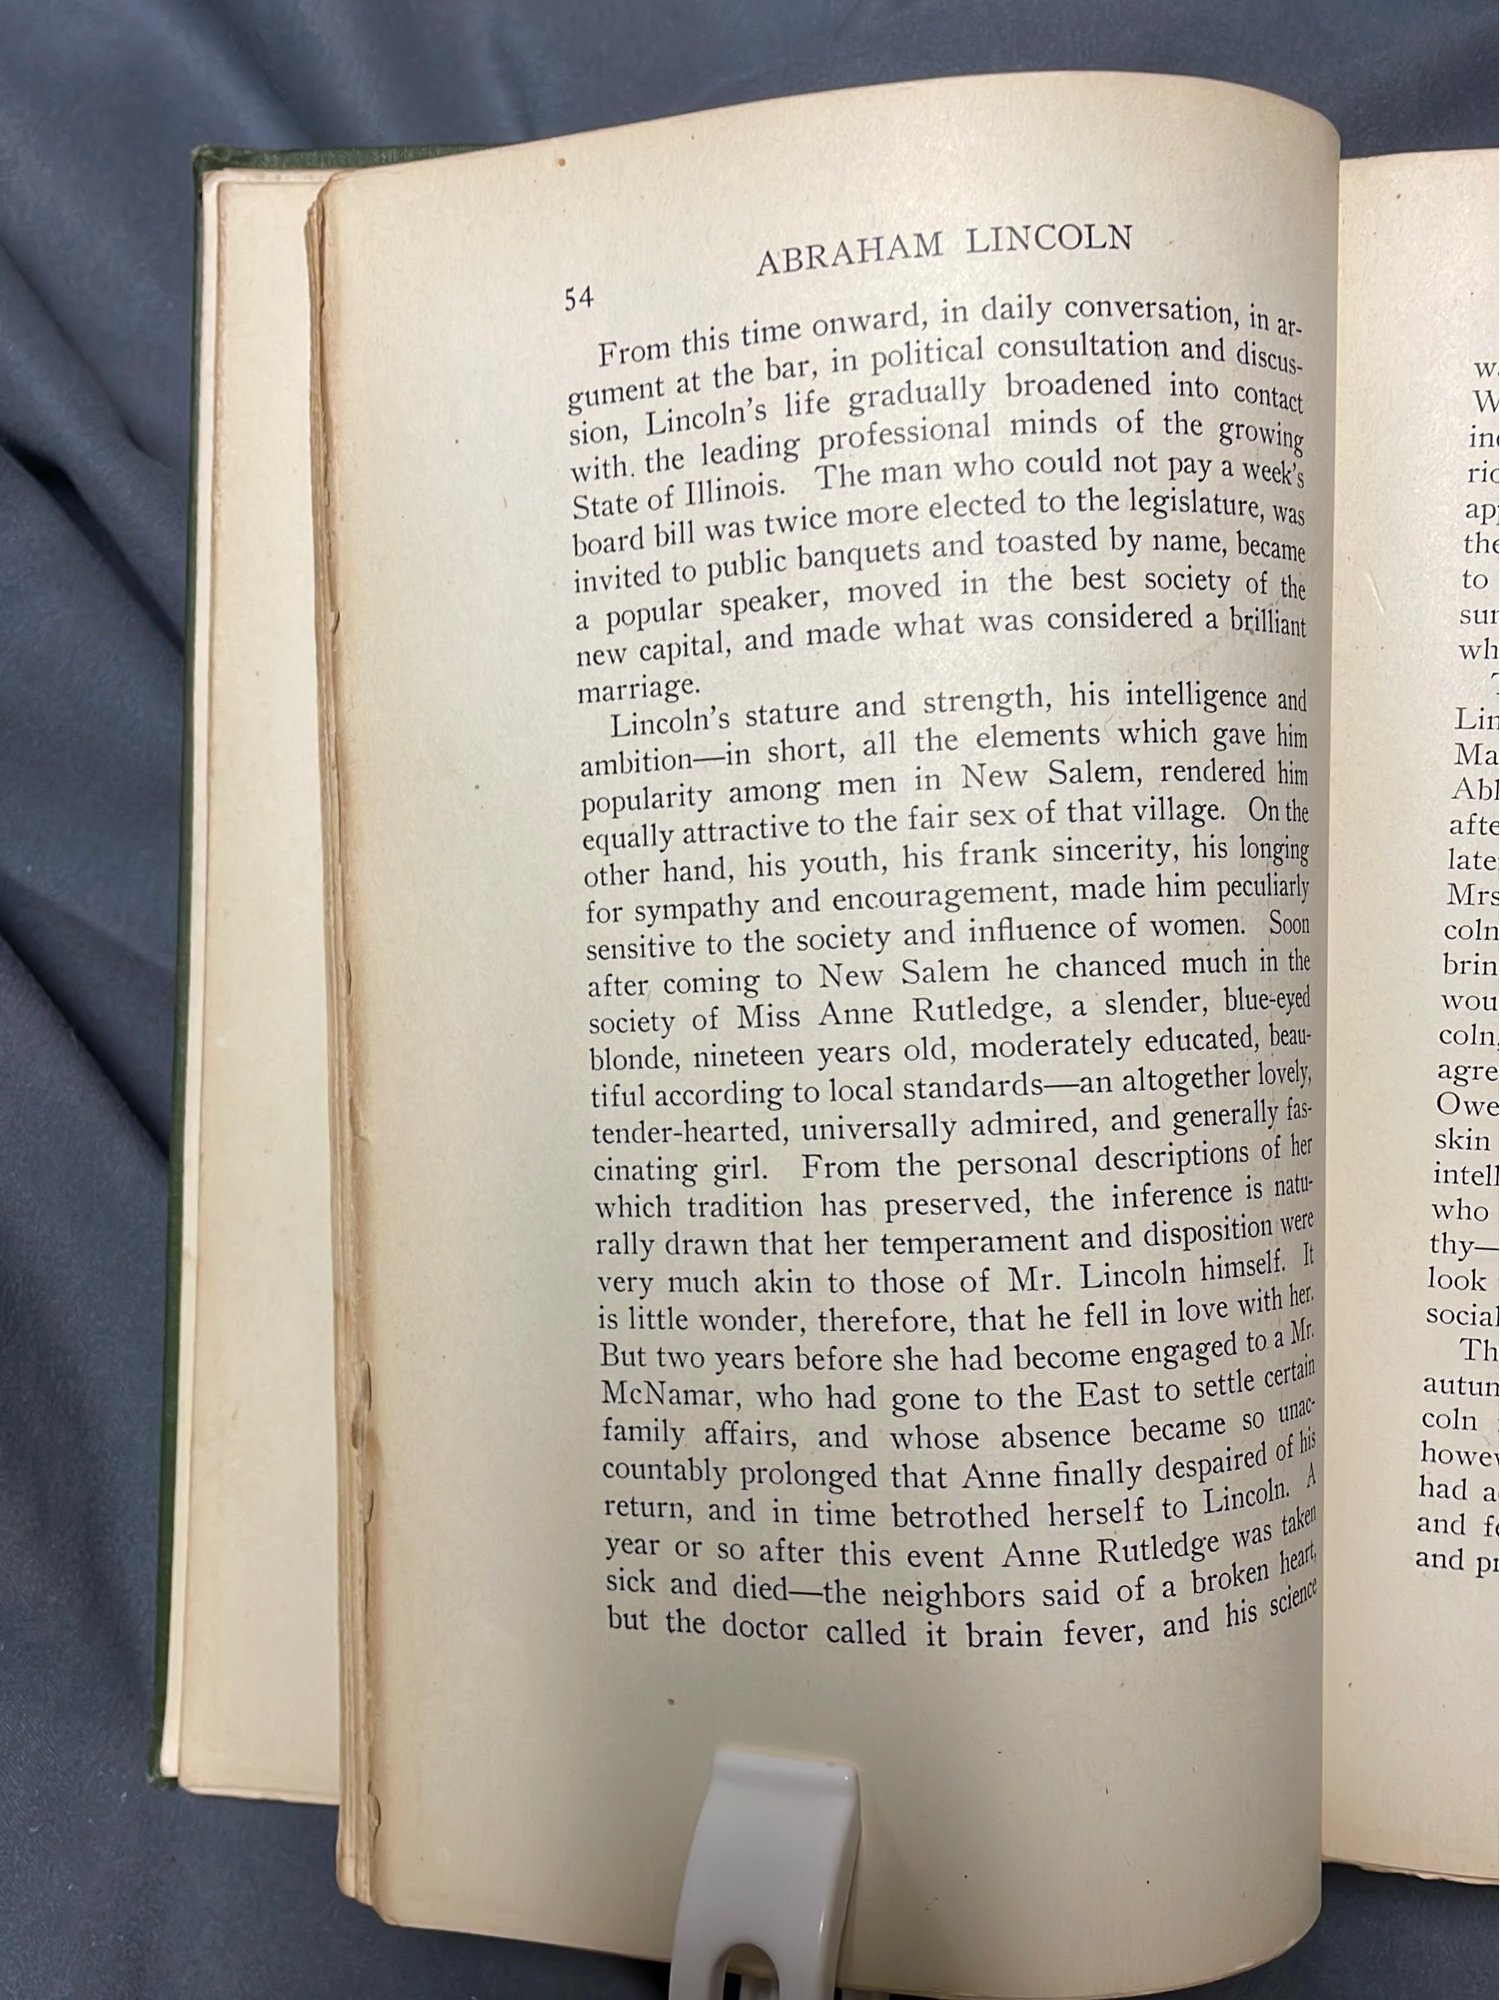 ABRAHAM LINCOLN
54
From this time onward, in daily conversation, in ar-
gument at the bar, in political consultation and discus-
sion, Lincoln's life gradually broadened into contact
with the leading professional minds of the growing
State of Illinois. The man who could not pay a week's
board bill was twice more elected to the legislature, was
invited to public banquets and toasted by name, became
a popular speaker, moved in the best society of the
new capital, and made what was considered a brilliant
marriage.
Lincoln's stature and strength, his intelligence and
ambition—in short, all the elements which gave him
popularity among men in New Salem, rendered him
equally attractive to the fair sex of that village. On the
other hand, his youth, his frank sincerity, his longing
for sympathy and encouragement, made him peculiarly
sensitive to the society and influence of women. Soon
after coming to New Salem he chanced much in the
society of Miss Anne Rutledge, a slender, blue-eyed
blonde, nineteen years old, moderately educated, beau-
tiful according to local standards—an altogether lovely,
tender-hearted, universally admired, and generally fas-
cinating girl. From the personal descriptions of her
which tradition has preserved, the inference is natu-
rally drawn that her temperament and disposition were
very much akin to those of Mr. Lincoln himself. It
is little wonder, therefore, that he fell in love with her.
But two years before she had become engaged to a Mr.
McNamar, who had gone to the East to settle certain
family affairs, and whose absence became so unac-
countably prolonged that Anne finally despaired of his
return, and in time betrothed herself to Lincoln. A
year or so after this event Anne Rutledge was taken
sick and died—the neighbors said of a broken heart,
but the doctor called it brain fever, and his science
to
skin
who
thy—
look
coln
had
and
and